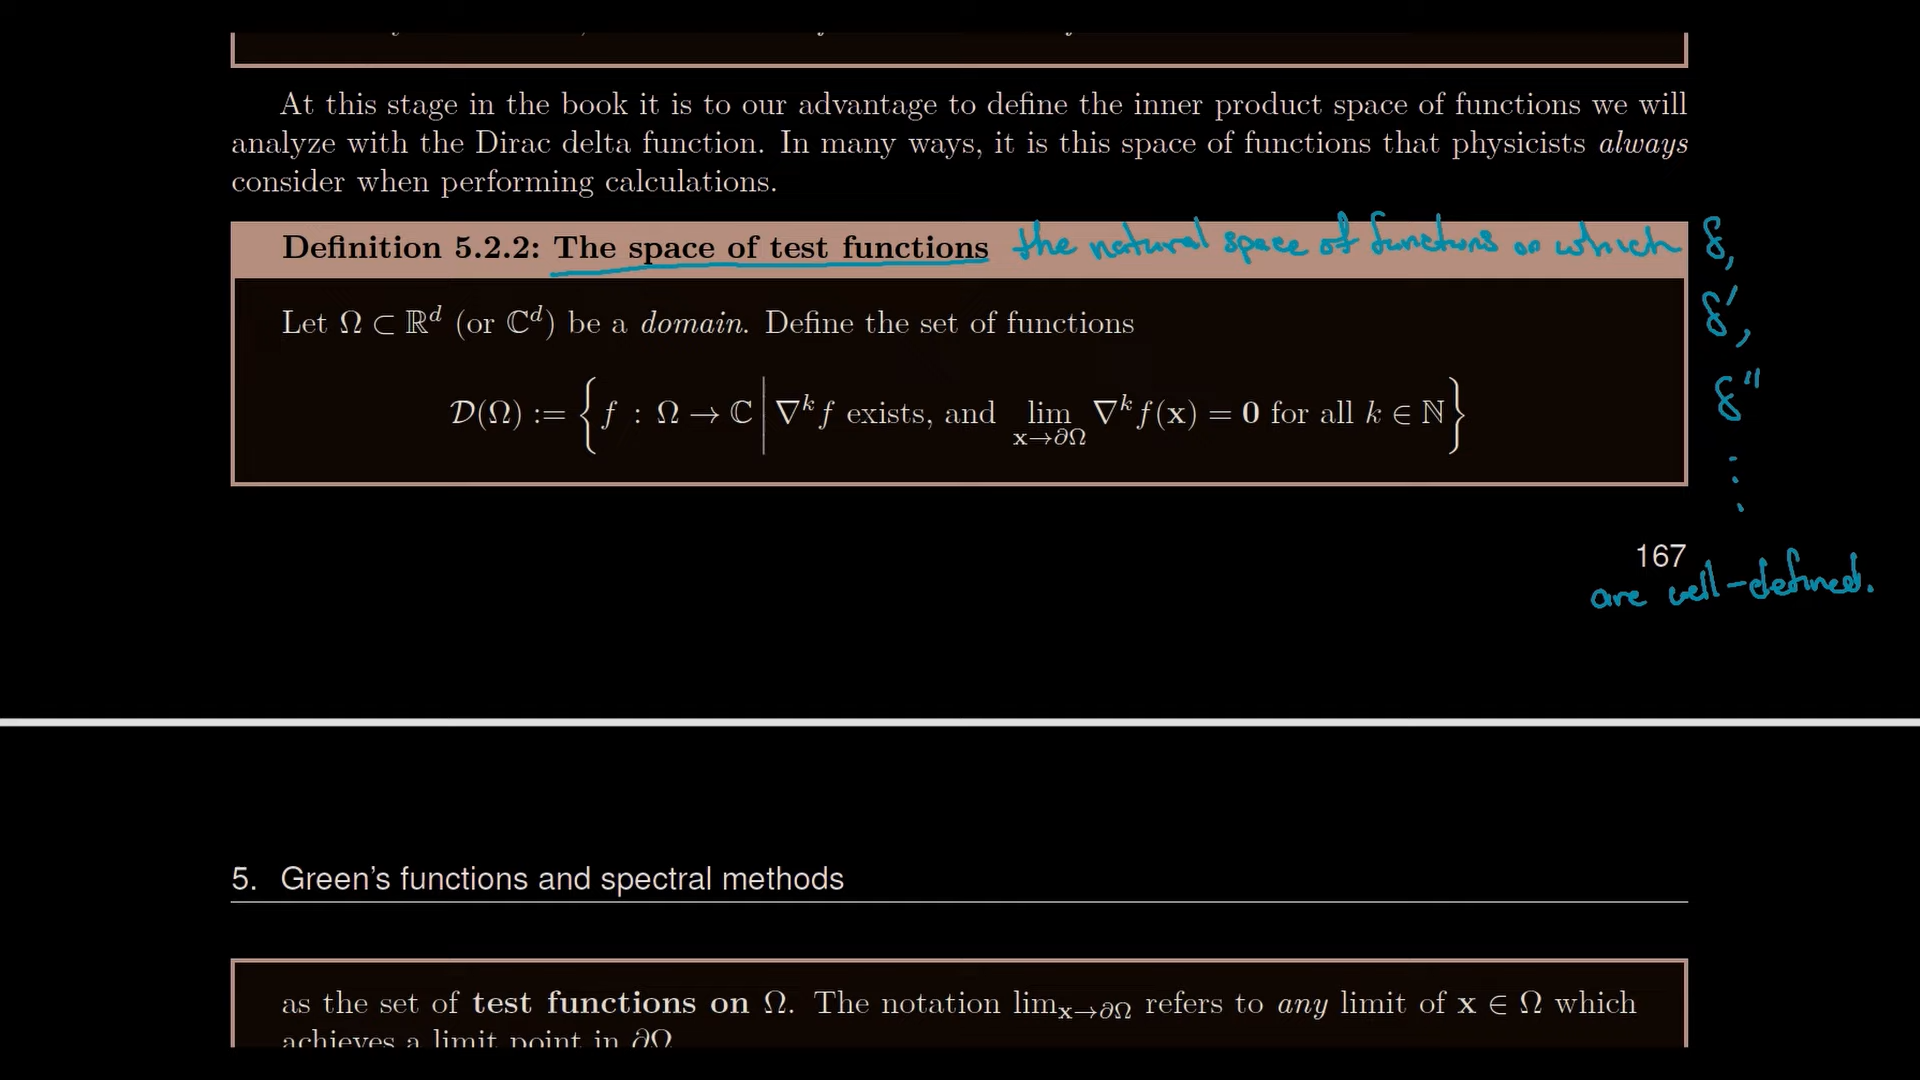 At this stage in the book it is to our advantage to define the inner product space of functions we will
analyze with the Dirac delta function. In many ways, it is this space of functions that physicists always
consider when performing calculations.
Definition 5.2.2: The space of test functions the natural space of functions on which δ,
Let Ω ⊂ ℝ^d (or ℂ^d) be a domain. Define the set of functions
δ',
𝒟(Ω) := { f : Ω → ℂ | ∇^k f exists, and lim_{x→∂Ω} ∇^k f(x) = 0 for all k ∈ ℕ }
δ''
⋮
167
are well-defined.
5. Green's functions and spectral methods
as the set of test functions on Ω. The notation lim_{x→∂Ω} refers to any limit of x ∈ Ω which
achieves a limit point in ∂Ω